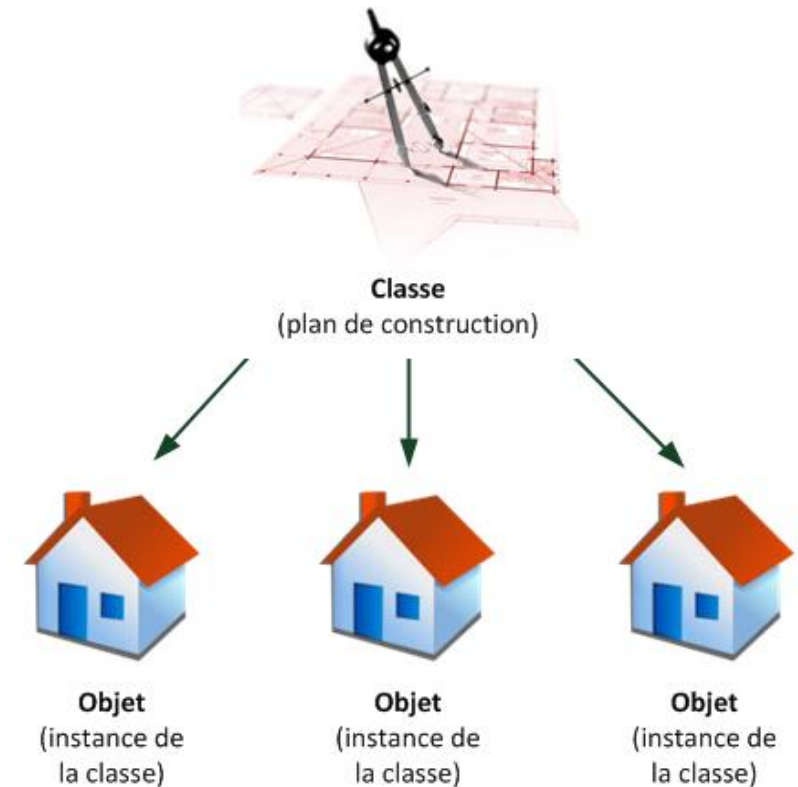 Classe
(plan de construction)
Objet
(instance de
la classe)
Objet
(instance de
la classe)
Objet
(instance de
la classe)